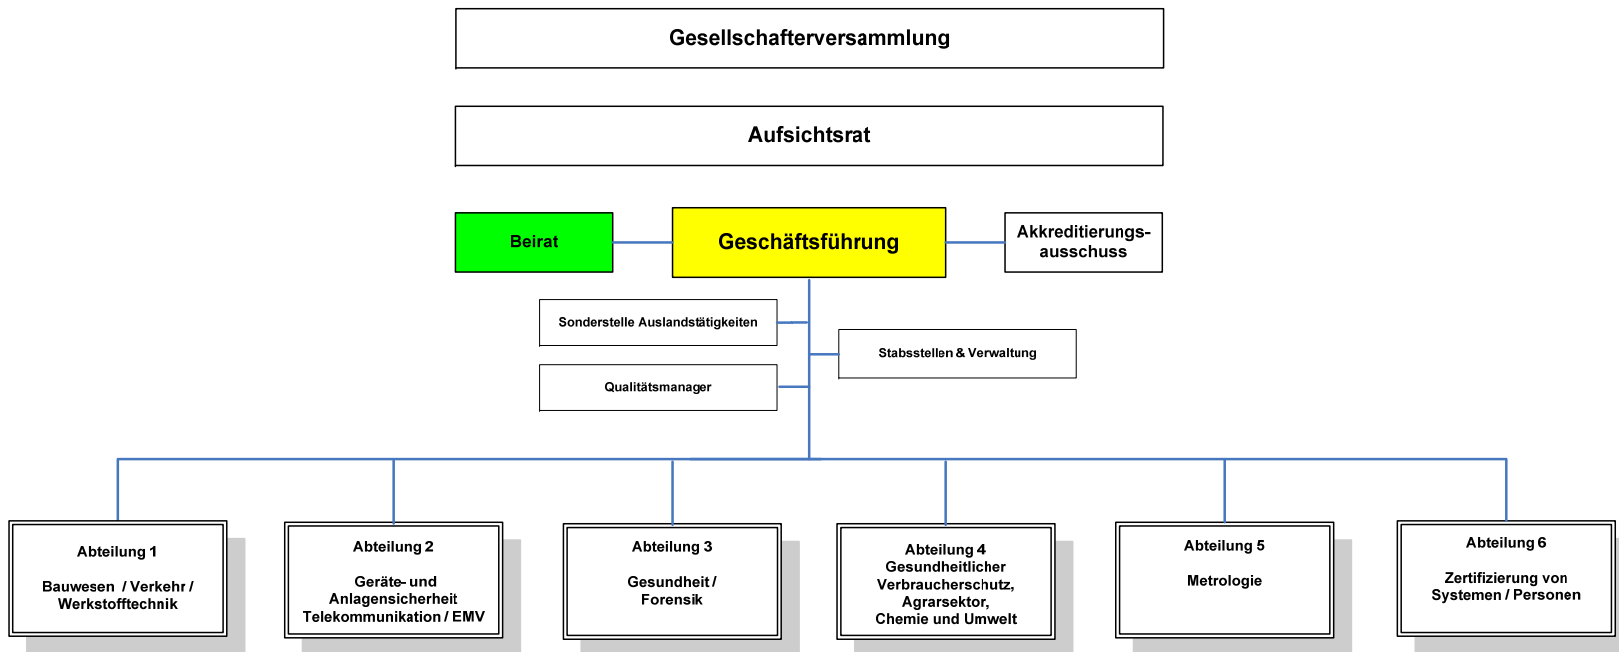 Gesellschafterversammlung
Aufsichtsrat
Beirat
Geschäftsführung
Akkreditierungs-
ausschuss
Sonderstelle Auslandstätigkeiten
Stabsstellen & Verwaltung
Qualitätsmanager
Abteilung 1
Bauwesen / Verkehr /
Werkstofftechnik
Abteilung 2
Geräte- und
Anlagensicherheit
Telekommunikation / EMV
Abteilung 3
Gesundheit /
Forensik
Abteilung 4
Gesundheitlicher
Verbraucherschutz,
Agrarsektor,
Chemie und Umwelt
Abteilung 5
Metrologie
Abteilung 6
Zertifizierung von
Systemen / Personen